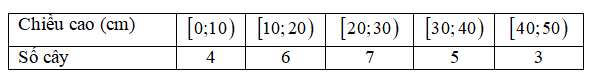 Chiều cao (cm) [0;10) [10;20) [20;30) [30;40) [40;50)
Số cây 4 6 7 5 3